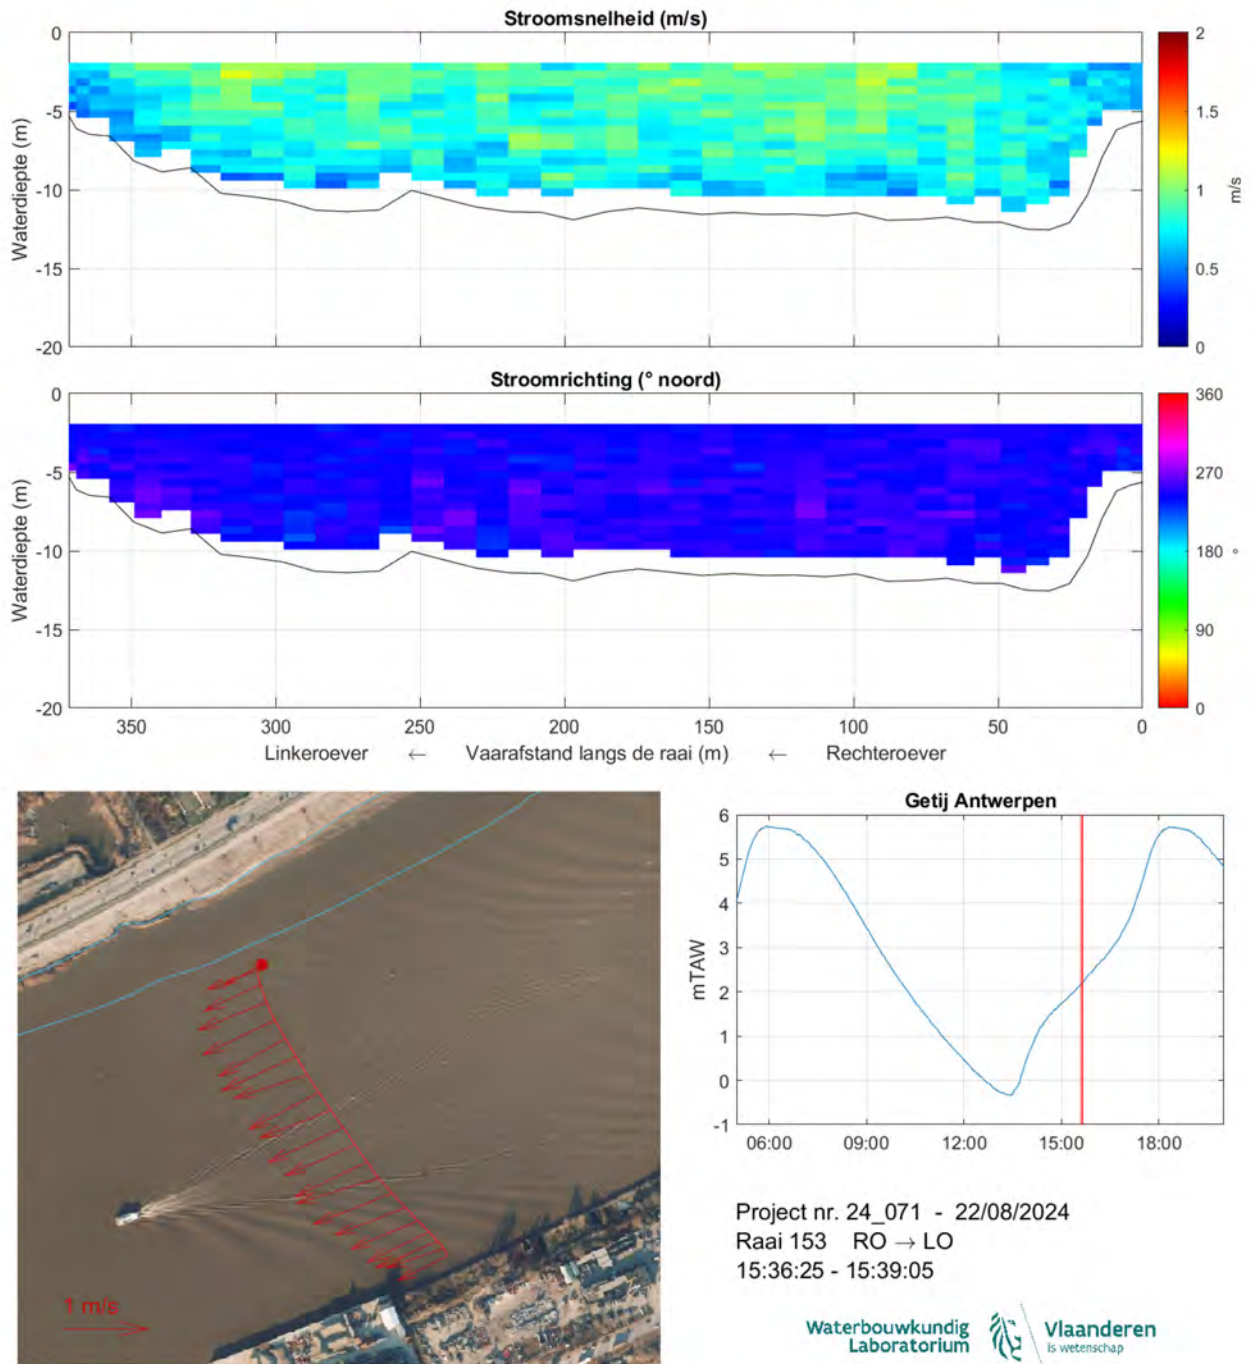 Stroomsnelheid (m/s)
0
-5
-10
-15
-20
Waterdiepte (m)
2
1.5
1
0.5
0
m/s
Stroomrichting (° noord)
0
-5
-10
-15
-20
Waterdiepte (m)
360
270
180
90
0
°
350 300 250 200 150 100 50 0
Linkeroever ← Vaarafstand langs de raai (m) ← Rechteroever
1 m/s
Getij Antwerpen
6
5
4
3
2
1
0
-1
mTAW
06:00 09:00 12:00 15:00 18:00
Project nr. 24_071 - 22/08/2024
Raai 153 RO → LO
15:36:25 - 15:39:05
Waterbouwkundig
Laboratorium
Vlaanderen
is wetenschap